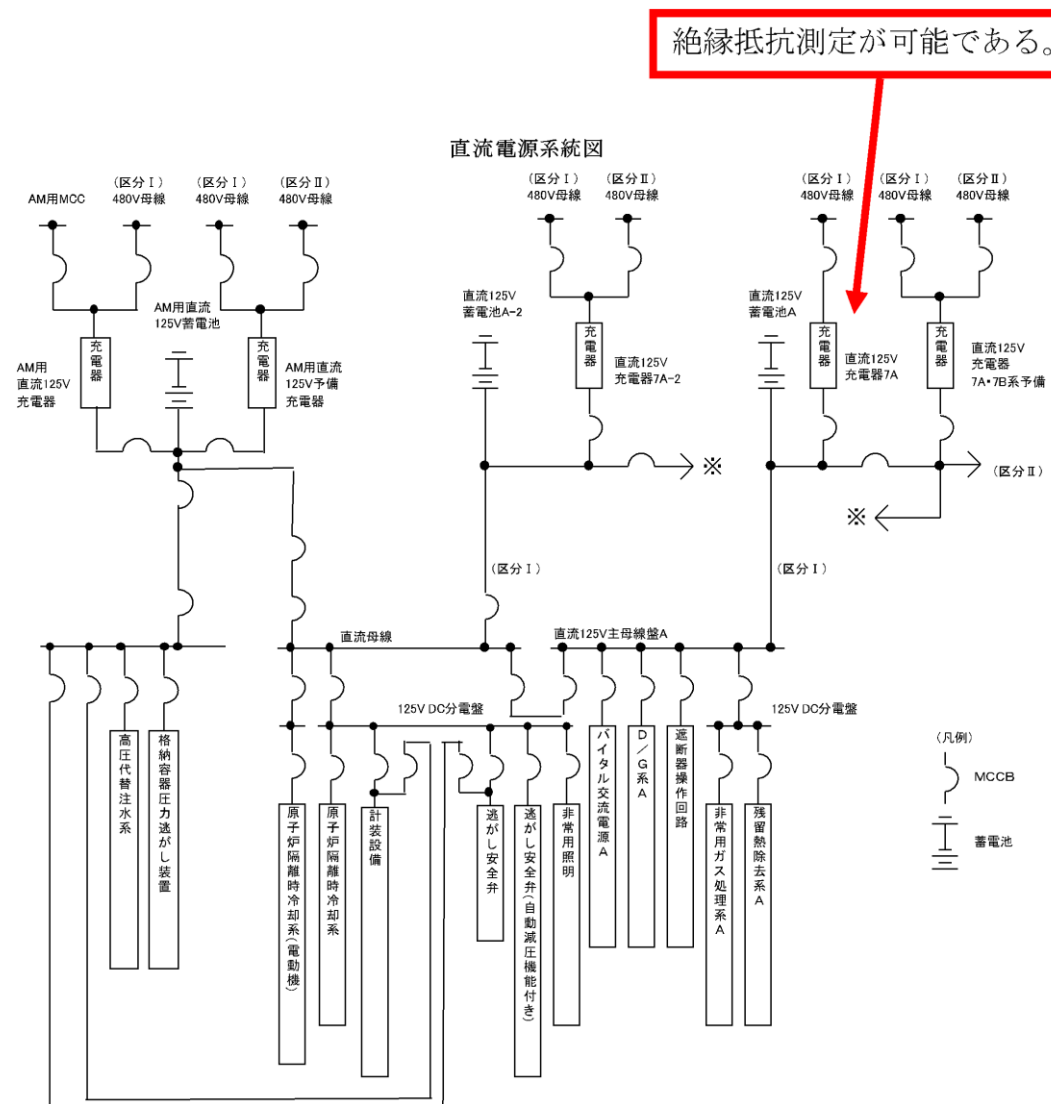 絶縁抵抗測定が可能である。
直流電源系統図
AM用MCC
(区分Ⅰ)
480V母線
(区分Ⅰ)
480V母線
(区分Ⅱ)
480V母線
(区分Ⅰ)
480V母線
(区分Ⅱ)
480V母線
(区分Ⅰ)
480V母線
(区分Ⅰ)
480V母線
(区分Ⅱ)
480V母線
AM用
直流125V
充電器
充電器
AM用直流
125V蓄電池
充電器
AM用直流
125V予備
充電器
直流125V
蓄電池A-2
充電器
直流125V
充電器7A-2
直流125V
蓄電池A
充電器
直流125V
充電器7A
充電器
直流125V
充電器
7A・7B系予備
※
(区分Ⅱ)
※
(区分Ⅰ)
(区分Ⅰ)
直流母線
直流125V主母線盤A
125V DC分電盤
125V DC分電盤
高圧代替注水系
格納容器圧力逃がし装置
原子炉隔離時冷却系(電動機)
原子炉隔離時冷却系
計装設備
逃がし安全弁
逃がし安全弁(自動減圧機能付き)
非常用照明
バイタル交流電源A
D/G系A
遮断器操作回路
非常用ガス処理系A
残留熱除去系A
(凡例)
MCCB
蓄電池